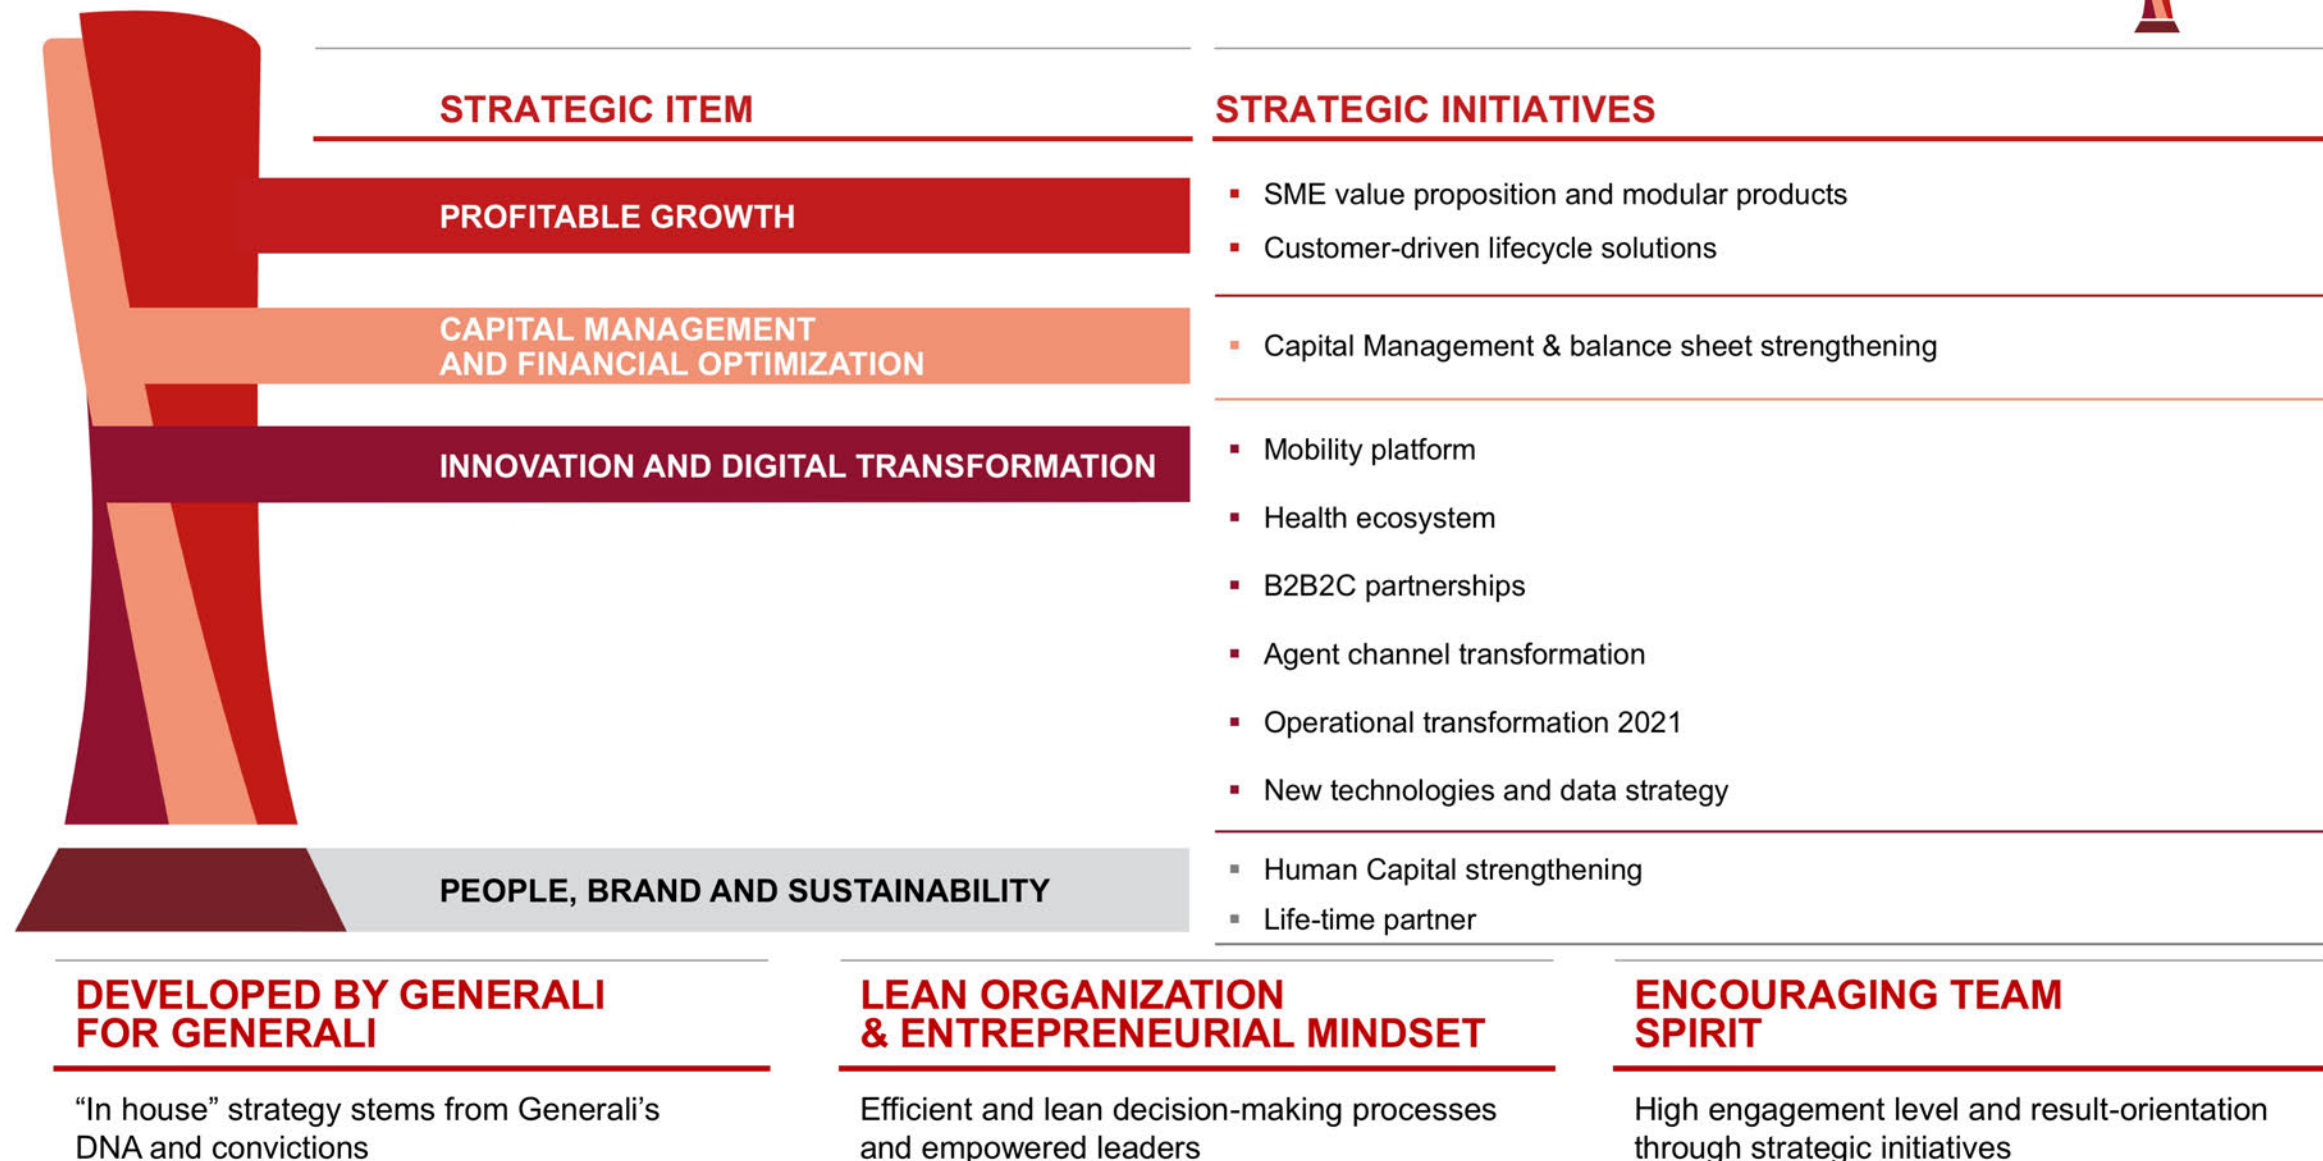 STRATEGIC ITEM
STRATEGIC INITIATIVES
PROFITABLE GROWTH
▪ SME value proposition and modular products
▪ Customer-driven lifecycle solutions
CAPITAL MANAGEMENT
AND FINANCIAL OPTIMIZATION
▪ Capital Management & balance sheet strengthening
INNOVATION AND DIGITAL TRANSFORMATION
▪ Mobility platform
▪ Health ecosystem
▪ B2B2C partnerships
▪ Agent channel transformation
▪ Operational transformation 2021
▪ New technologies and data strategy
PEOPLE, BRAND AND SUSTAINABILITY
▪ Human Capital strengthening
▪ Life-time partner
DEVELOPED BY GENERALI
FOR GENERALI
“In house” strategy stems from Generali’s
DNA and convictions
LEAN ORGANIZATION
& ENTREPRENEURIAL MINDSET
Efficient and lean decision-making processes
and empowered leaders
ENCOURAGING TEAM
SPIRIT
High engagement level and result-orientation
through strategic initiatives